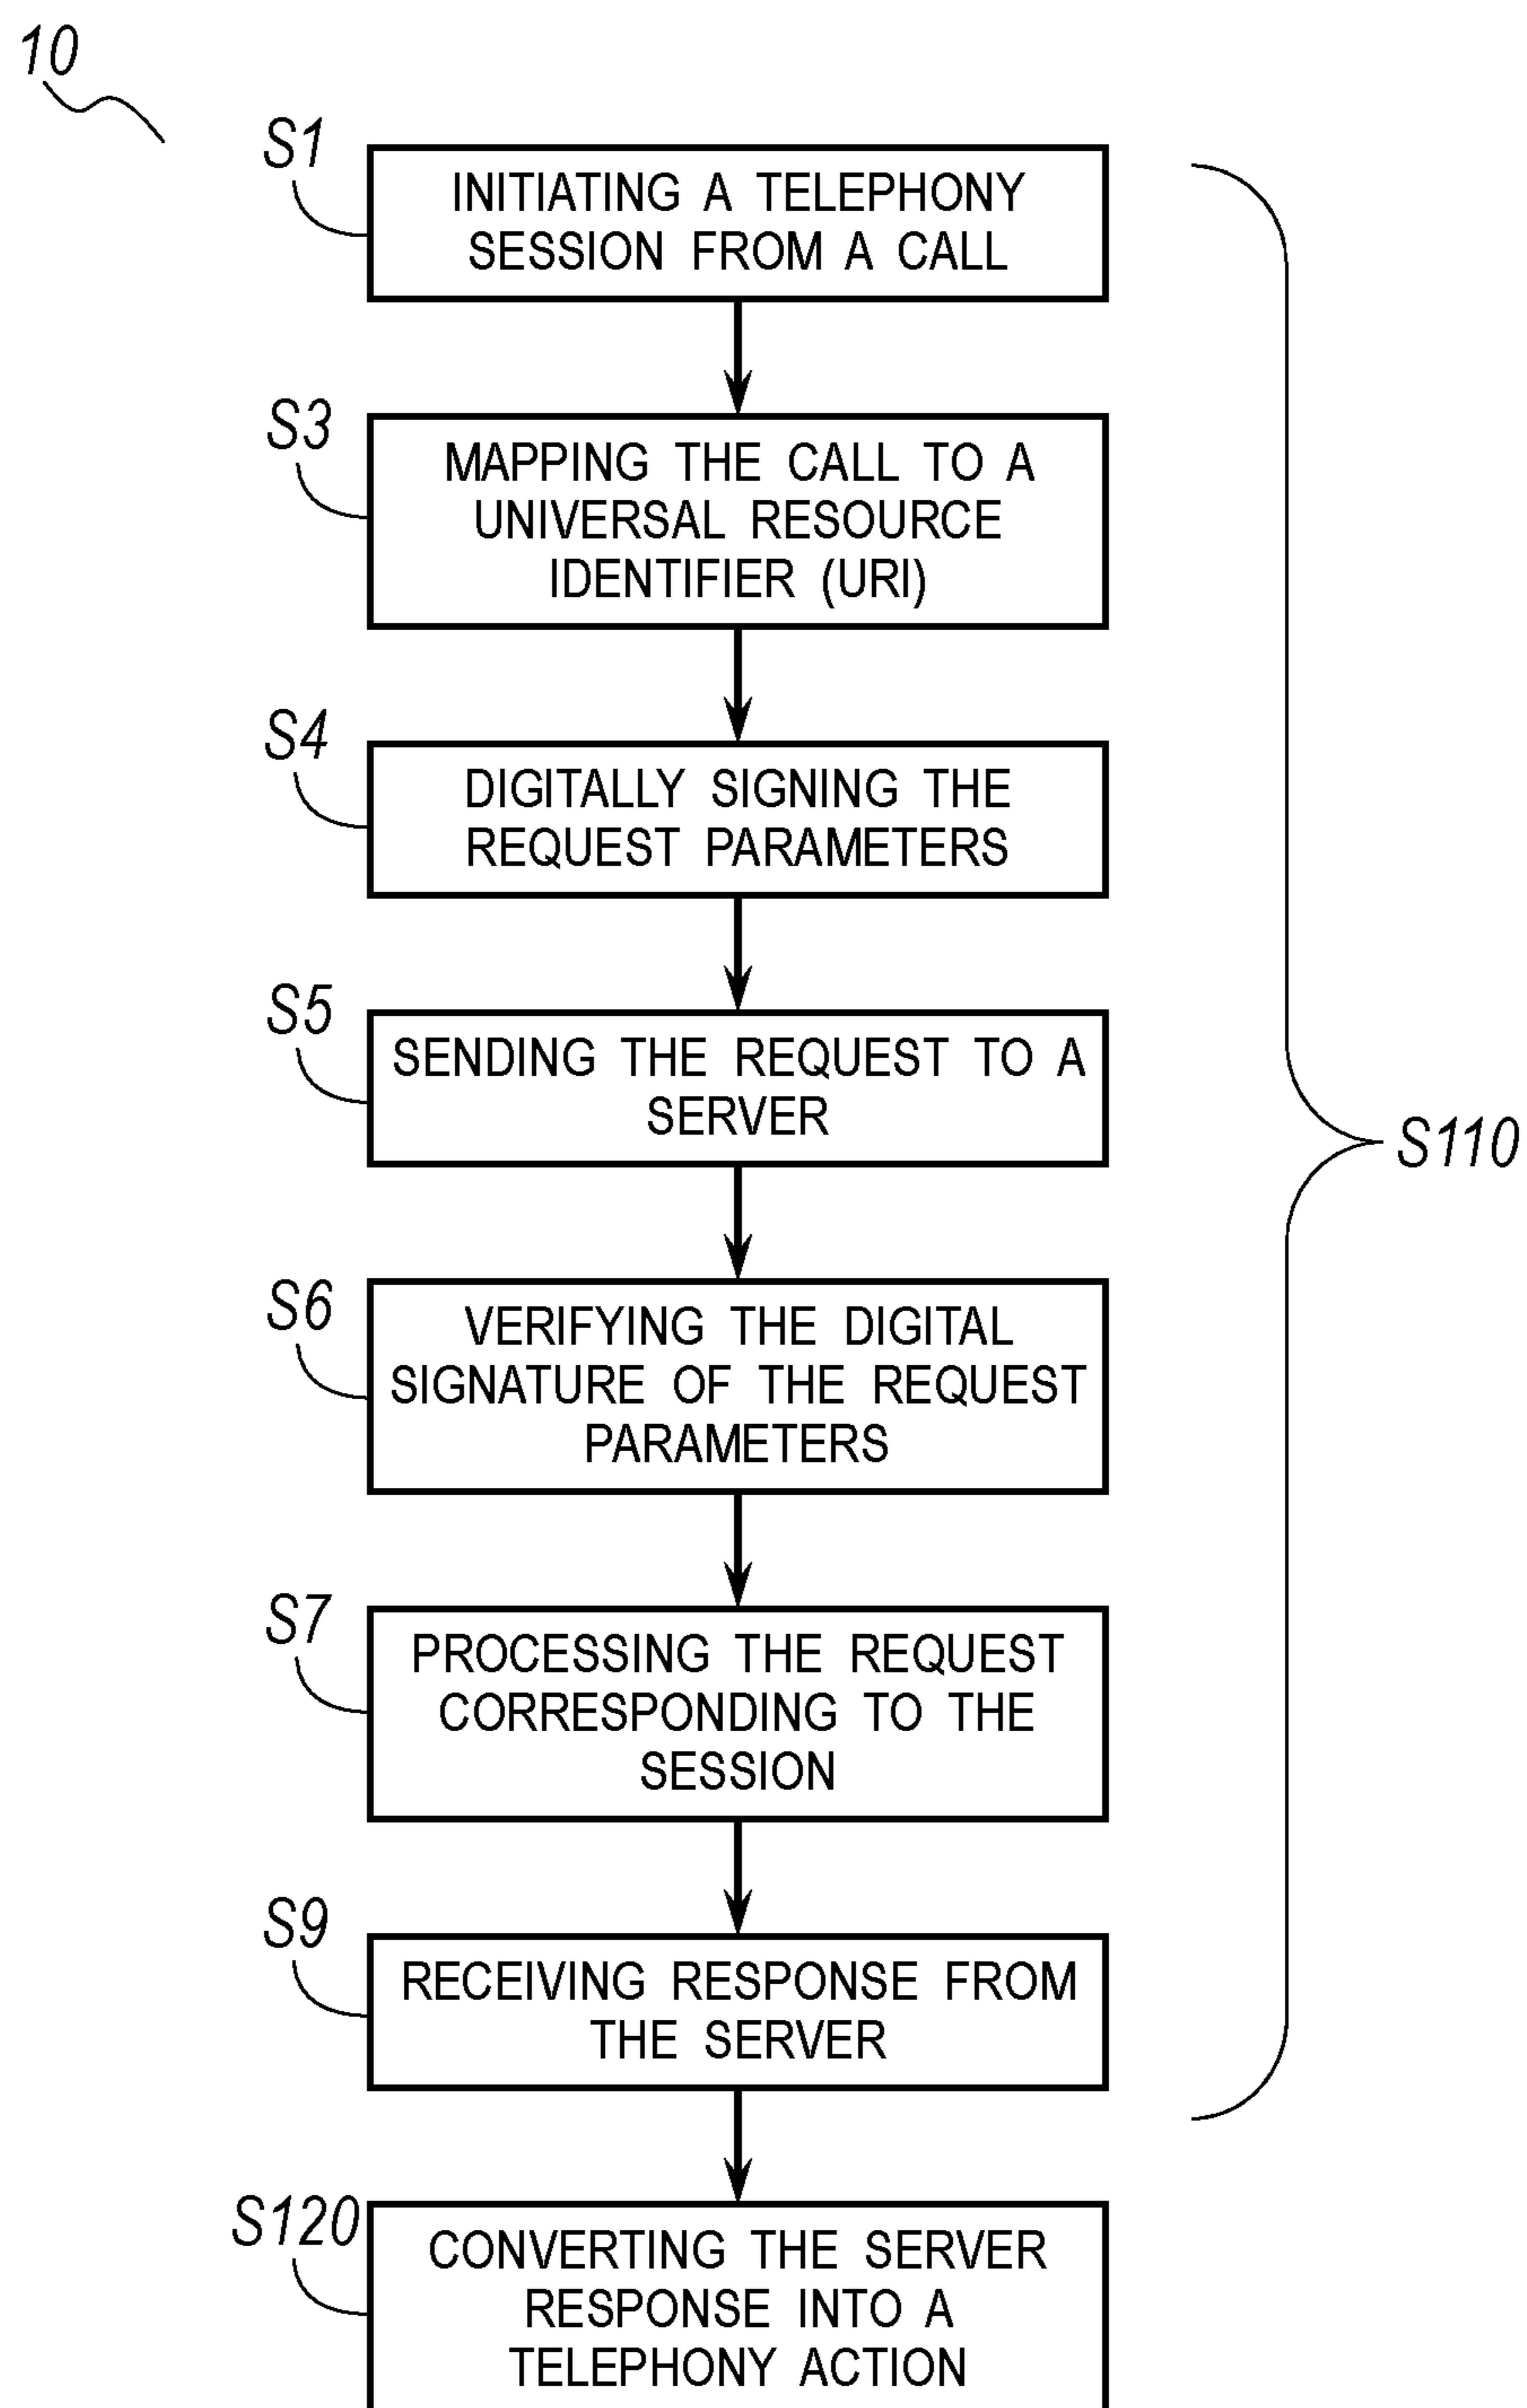 10
S1
INITIATING A TELEPHONY
SESSION FROM A CALL
S3
MAPPING THE CALL TO A
UNIVERSAL RESOURCE
IDENTIFIER (URI)
S4
DIGITALLY SIGNING THE
REQUEST PARAMETERS
S5
SENDING THE REQUEST TO A
SERVER
S110
S6
VERIFYING THE DIGITAL
SIGNATURE OF THE REQUEST
PARAMETERS
S7
PROCESSING THE REQUEST
CORRESPONDING TO THE
SESSION
S9
RECEIVING RESPONSE FROM
THE SERVER
S120
CONVERTING THE SERVER
RESPONSE INTO A
TELEPHONY ACTION